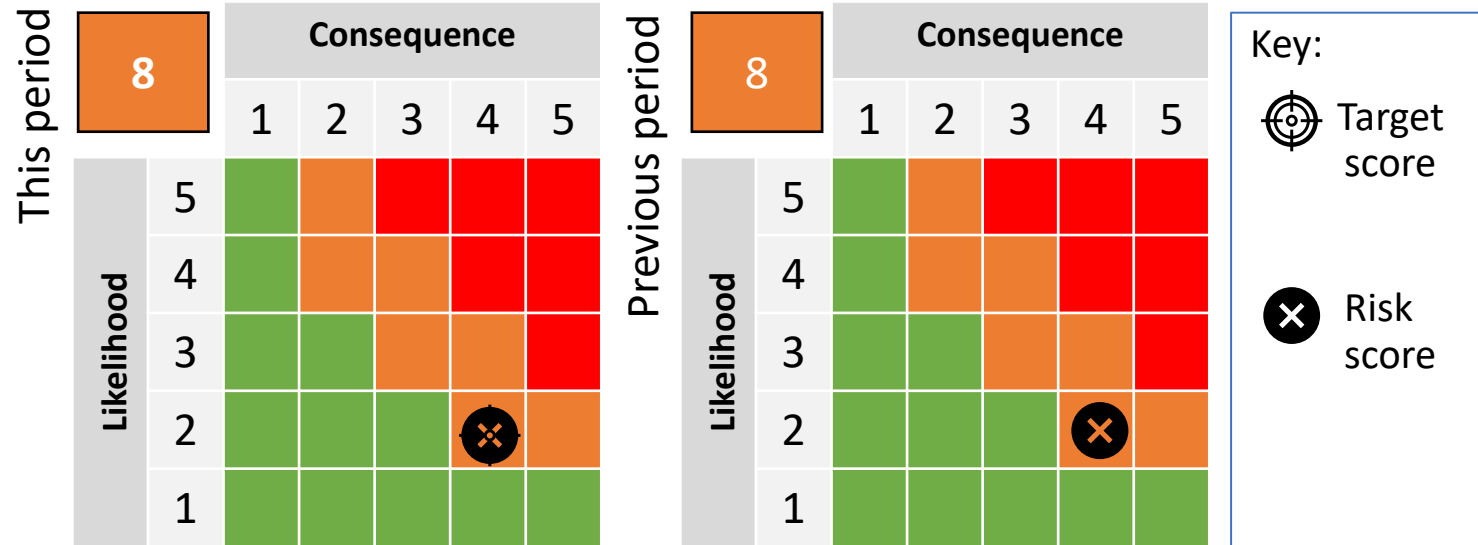 This period
8
Consequence
1 2 3 4 5
Likelihood
5
4
3
2
1
Previous period
8
Consequence
1 2 3 4 5
Likelihood
5
4
3
2
1
Key:
Target
score
Risk
score